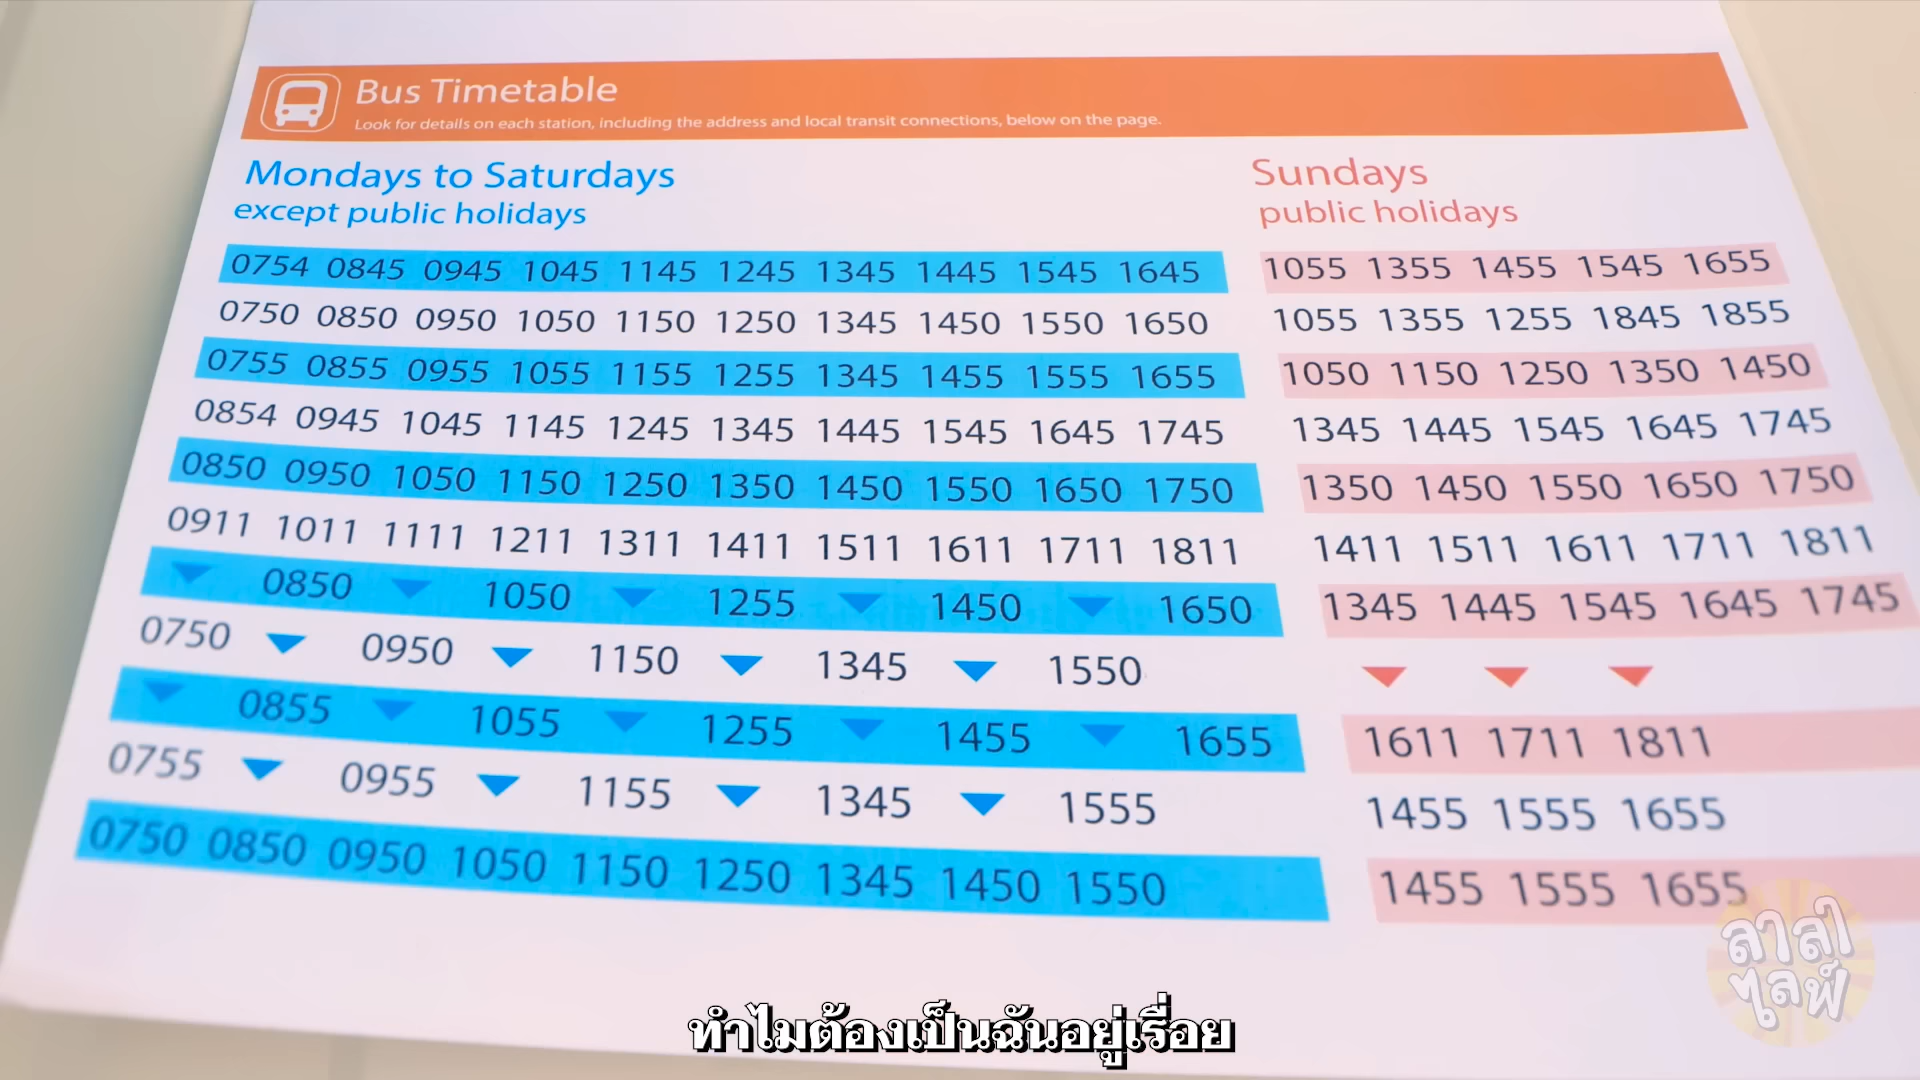 Bus Timetable
Look for details on each station, including the address and local transit connections, below on the page.
Mondays to Saturdays
except public holidays
0754 0845 0945 1045 1145 1245 1345 1445 1545 1645
0750 0850 0950 1050 1150 1250 1345 1450 1550 1650
0755 0855 0955 1055 1155 1255 1345 1455 1555 1655
0854 0945 1045 1145 1245 1345 1445 1545 1645 1745
0850 0950 1050 1150 1250 1350 1450 1550 1650 1750
0911 1011 1111 1211 1311 1411 1511 1611 1711 1811
0850 1050 1255 1450 1650
0750 0950 1150 1345 1550
0855 1055 1255 1455 1655
0755 0955 1155 1345 1555
0750 0850 0950 1050 1150 1250 1345 1450 1550
Sundays
public holidays
1055 1355 1455 1545 1655
1055 1355 1255 1845 1855
1050 1150 1250 1350 1450
1345 1445 1545 1645 1745
1350 1450 1550 1650 1750
1411 1511 1611 1711 1811
1345 1445 1545 1645 1745
1611 1711 1811
1455 1555 1655
1455 1555 1655
ลาลา
ไลฟ์
ทำไมต้องเป็นฉันอยู่เรื่อย